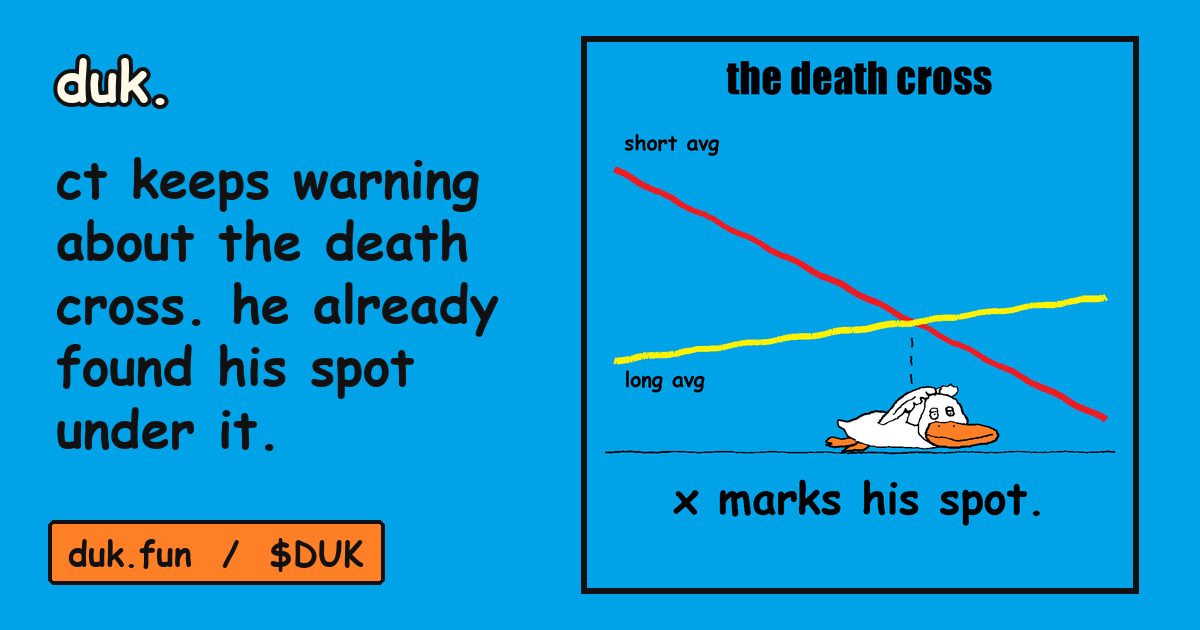 duk.
ct keeps warning
about the death
cross. he already
found his spot
under it.
duk.fun / $DUK
the death cross
short avg
long avg
x marks his spot.